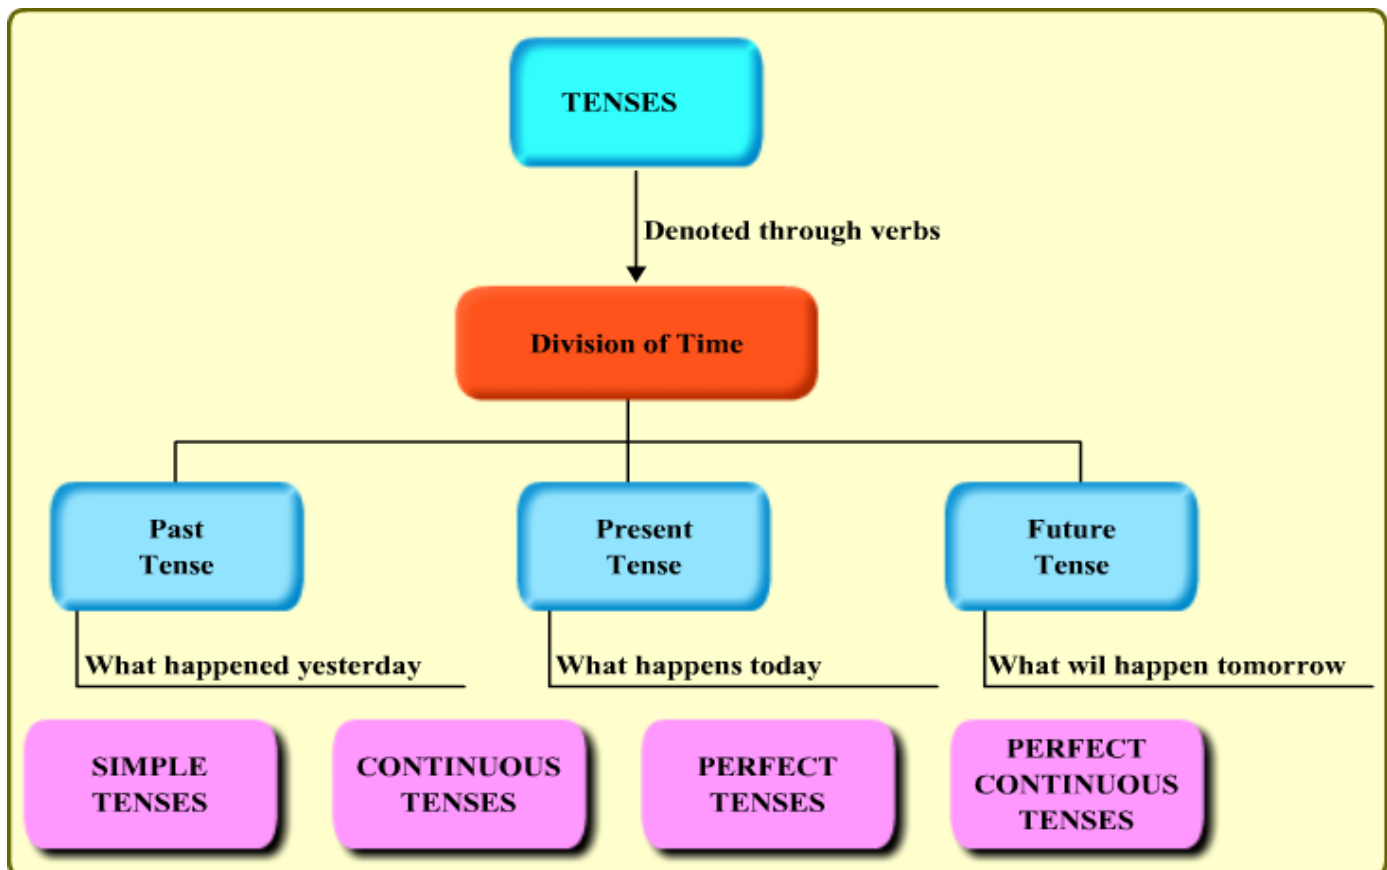 TENSES
Denoted through verbs
Division of Time
Past
Tense
Present
Tense
Future
Tense
What happened yesterday
What happens today
What wil happen tomorrow
SIMPLE
TENSES
CONTINUOUS
TENSES
PERFECT
TENSES
PERFECT
CONTINUOUS
TENSES